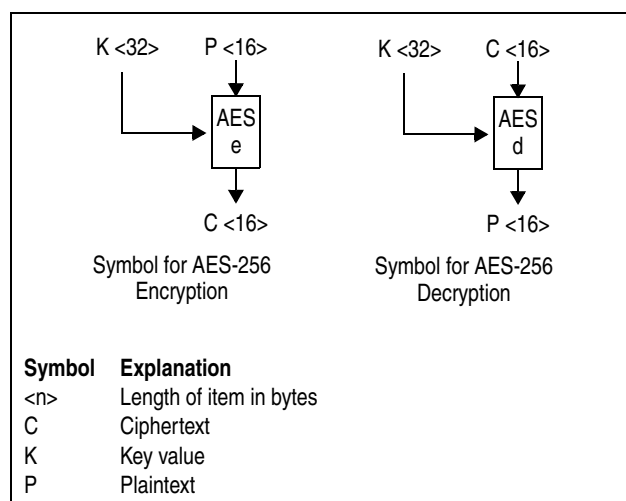 K <32> P <16>
AES
e
C <16>
Symbol for AES-256
Encryption
K <32> C <16>
AES
d
P <16>
Symbol for AES-256
Decryption
Symbol Explanation
<n> Length of item in bytes
C Ciphertext
K Key value
P Plaintext